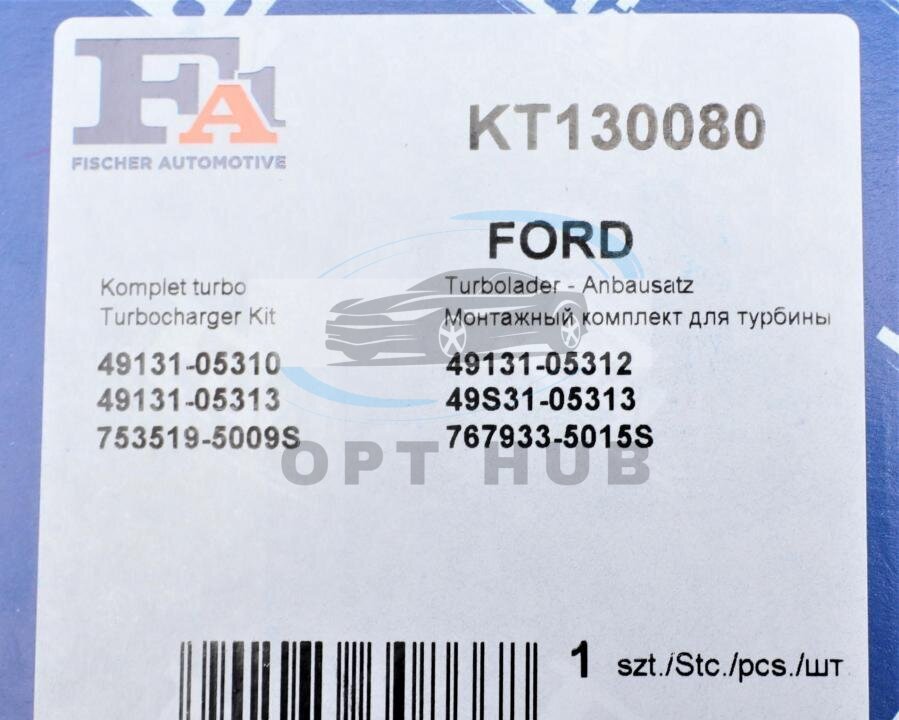 FA1
FISCHER AUTOMOTIVE
KT130080
FORD
Komplet turbo
Turbolader - Anbausatz
Turbocharger Kit
Монтажный комплект для турбины
49131-05310
49131-05312
49131-05313
49S31-05313
753519-5009S
767933-5015S
OPT HUB
1 szt./Stc./pcs./шт